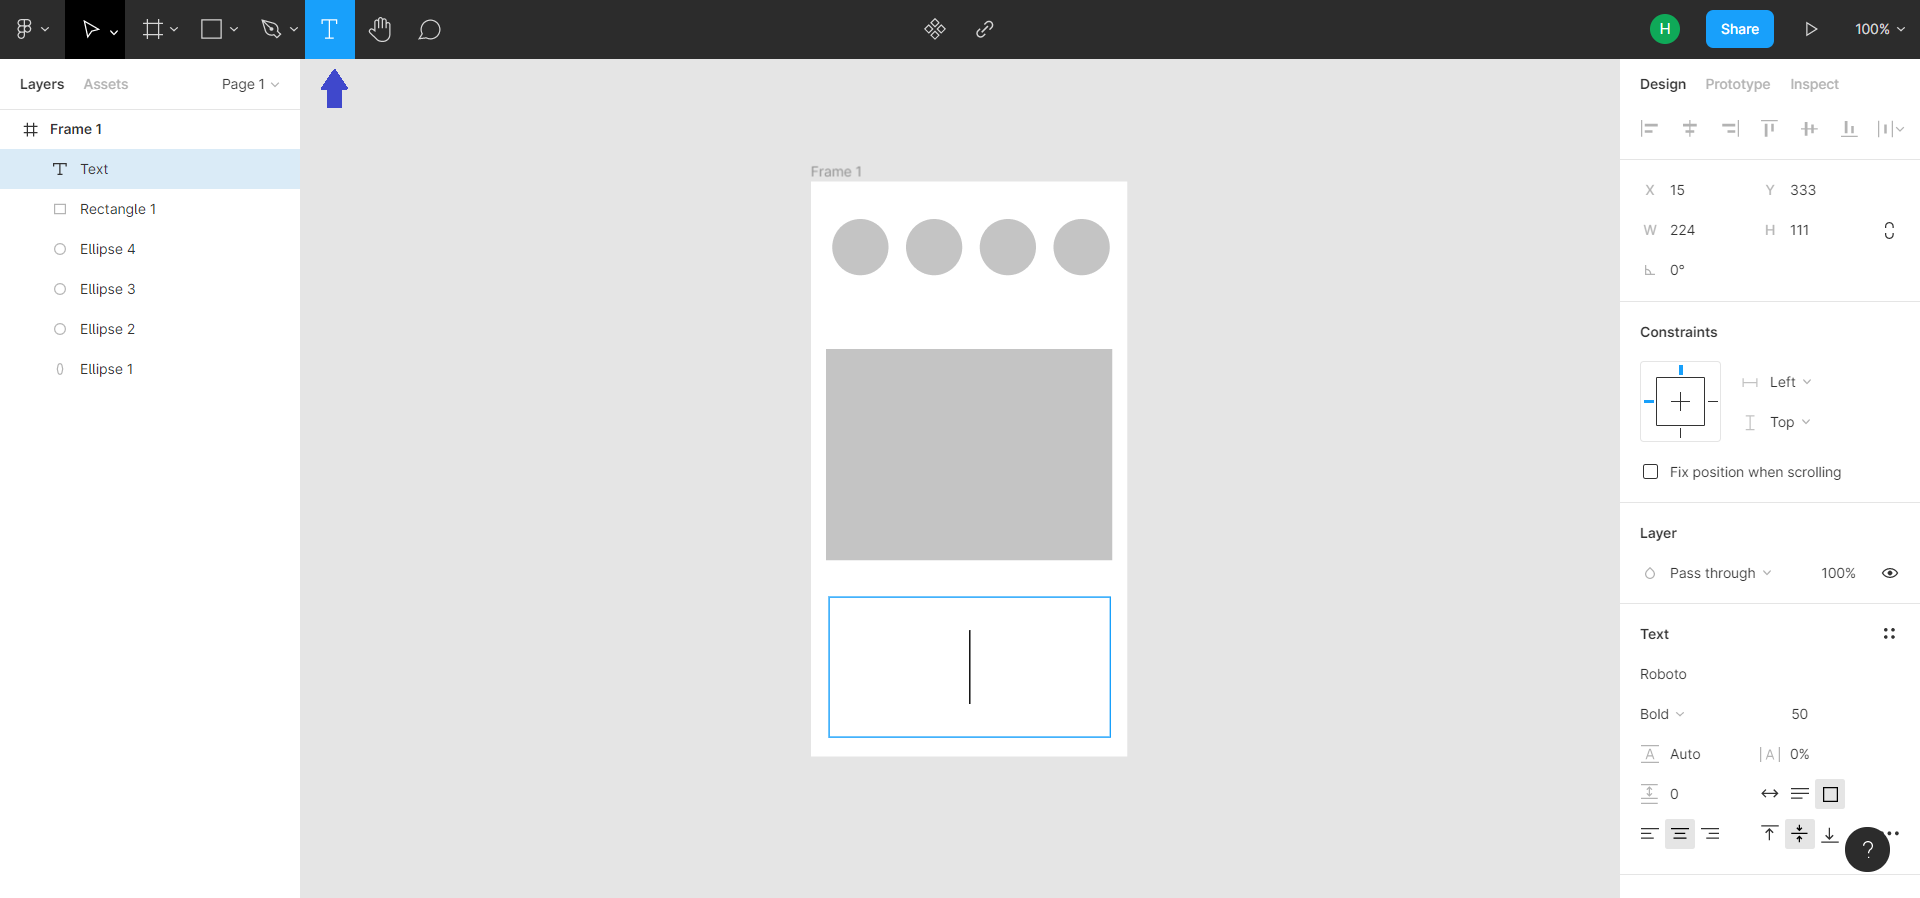 H
Share
100%
Layers
Assets
Page 1
Design
Prototype
Inspect
Frame 1
Text
Rectangle 1
Ellipse 4
Ellipse 3
Ellipse 2
Ellipse 1
Frame 1
X 15
Y 333
W 224
H 111
0°
Constraints
Left
Top
Fix position when scrolling
Layer
Pass through
100%
Text
Roboto
Bold
50
A Auto
|A| 0%
0
?